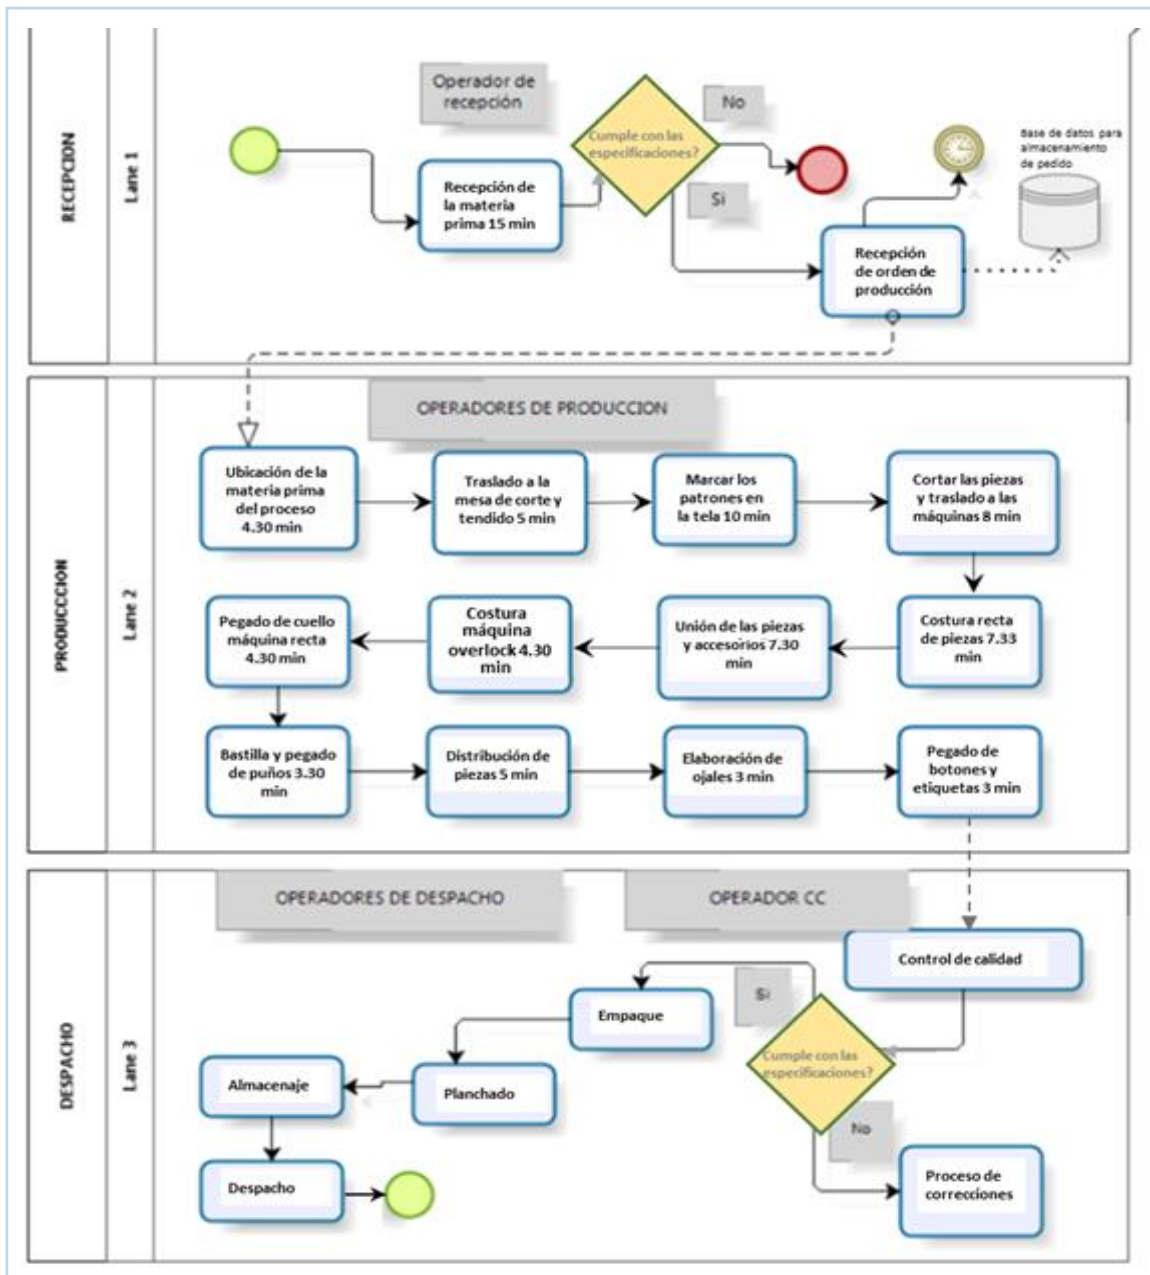 RECEPCION
Lane 1
Operador de
recepción
Recepción de
la materia
prima 15 min
Cumple con las
especificaciones?
No
Si
Recepción
de orden de
producción
Base de datos para
almacenamiento
de pedido
PRODUCCCION
Lane 2
OPERADORES DE PRODUCCION
Ubicación de la
materia prima
del proceso
4.30 min
Traslado a la
mesa de corte y
tendido 5 min
Marcar los
patrones en
la tela 10 min
Cortar las piezas
y traslado a las
máquinas 8 min
Costura recta
de piezas 7.33
min
Unión de las piezas
y accesorios 7.30
min
Costura
máquina
overlock 4.30
min
Pegado de cuello
máquina recta
4.30 min
Bastilla y pegado
de puños 3.30
min
Distribución de
piezas 5 min
Elaboración de
ojales 3 min
Pegado de
botones y
etiquetas 3 min
DESPACHO
Lane 3
OPERADORES DE DESPACHO
OPERADOR CC
Control de calidad
Cumple con las
especificaciones?
Si
No
Empaque
Planchado
Almacenaje
Despacho
Proceso de
correcciones